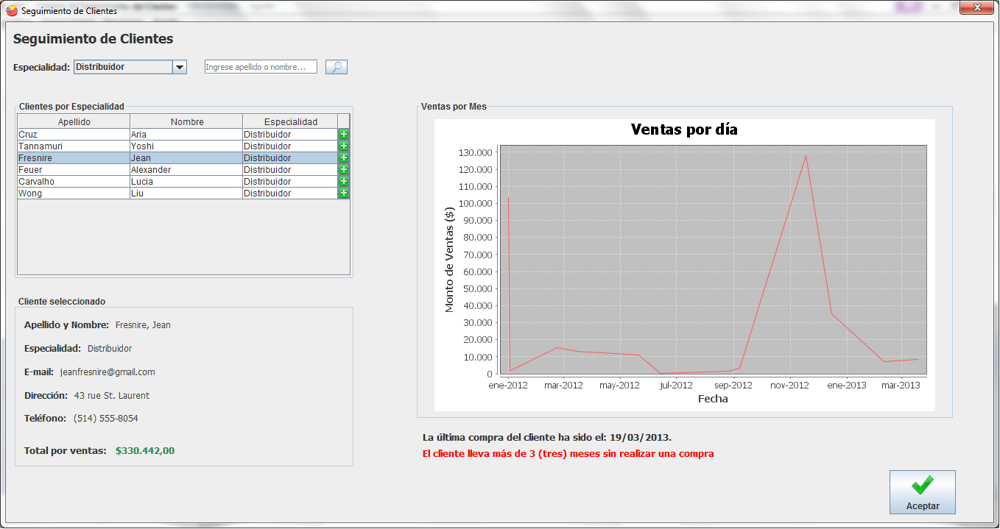 Seguimiento de Clientes
Seguimiento de Clientes
Especialidad: Distribuidor Ingrese apellido o nombre...
Clientes por Especialidad
Apellido Nombre Especialidad
Cruz Aria Distribuidor
Tannamuri Yoshi Distribuidor
Fresnire Jean Distribuidor
Feuer Alexander Distribuidor
Carvalho Lucia Distribuidor
Wong Liu Distribuidor
Cliente seleccionado
Apellido y Nombre: Fresnire, Jean
Especialidad: Distribuidor
E-mail: jeanfresnire@gmail.com
Dirección: 43 rue St. Laurent
Teléfono: (514) 555-8054
Total por ventas: $330.442,00
Ventas por Mes
Ventas por día
Monto de Ventas ($)
130.000
120.000
110.000
100.000
90.000
80.000
70.000
60.000
50.000
40.000
30.000
20.000
10.000
0
ene-2012 mar-2012 may-2012 jul-2012 sep-2012 nov-2012 ene-2013 mar-2013
Fecha
La última compra del cliente ha sido el: 19/03/2013.
El cliente lleva más de 3 (tres) meses sin realizar una compra
Aceptar